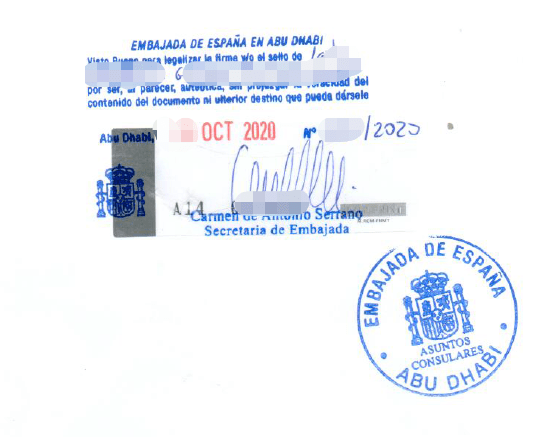 EMBAJADA DE ESPAÑA EN ABU DHABI
Visto Bueno para legalizar la firma y/o el sello de
por ser, al parecer, auténtica, sin prejuzgar la veracidad del
contenido del documento ni ulterior destino que pueda dársele
Abu Dhabi, OCT 2020 Nº /2020
A14
Carmen de Antonio Serrano
Secretaria de Embajada
EMBAJADA DE ESPAÑA
ASUNTOS
CONSULARES
ABU DHABI